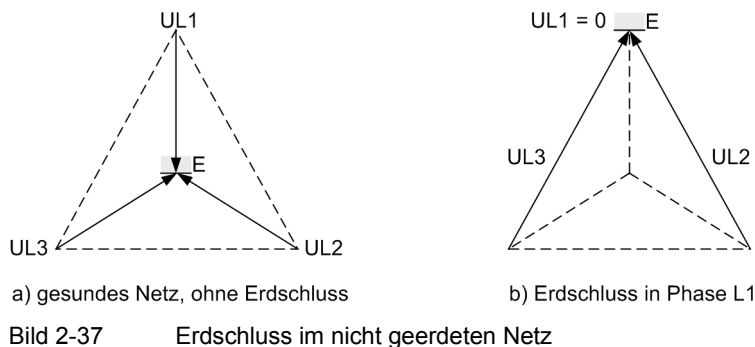 UL1
E
UL3
UL2
a) gesundes Netz, ohne Erdschluss
UL1 = 0 E
UL3
UL2
b) Erdschluss in Phase L1
Bild 2-37 Erdschluss im nicht geerdeten Netz